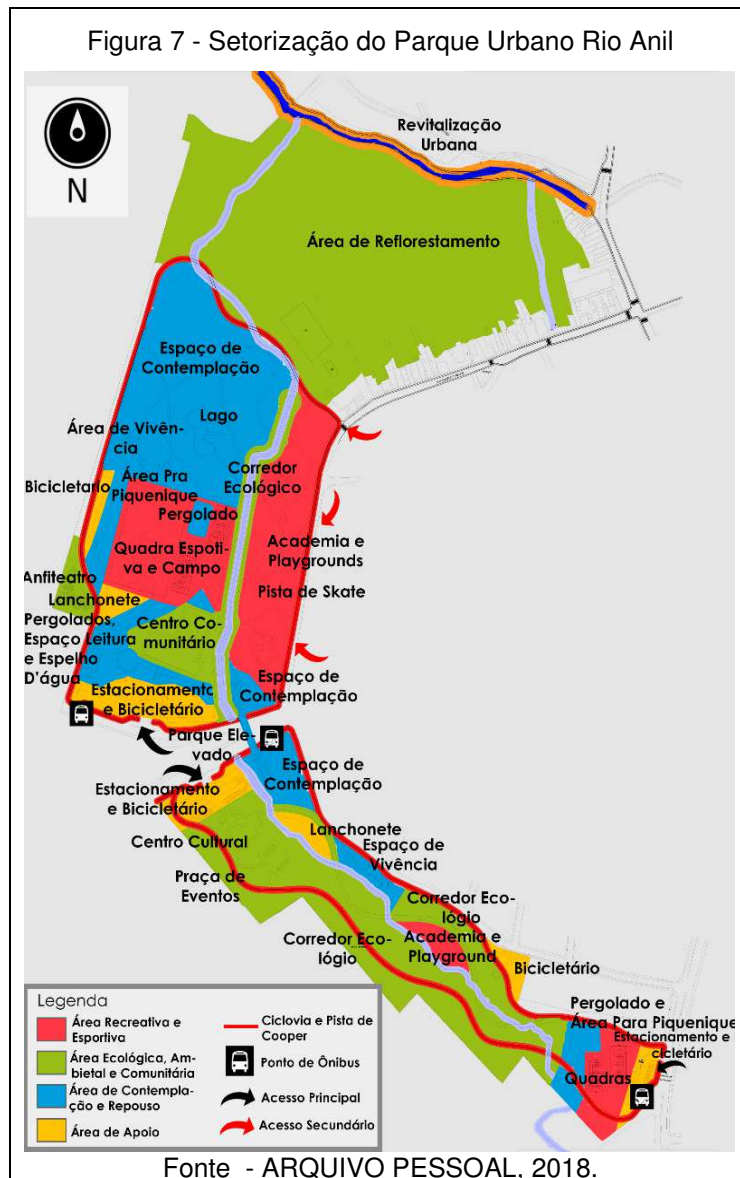 Figura 7 - Setorização do Parque Urbano Rio Anil
N
Revitalização
Urbana
Área de Reflorestamento
Espaço de
Contemplação
Lago
Área de Vivên-
cia
Corredor
Ecológico
Bicicletario
Área Pra
Piquenique
Pergolado
Quadra Espoti-
va e Campo
Academia e
Playgrounds
Pista de Skate
Anfiteatro
Lanchonete
Pergolados,
Espaço Leitura
e Espelho
D'água
Centro Co-
munitário
Espaço de
Contemplação
Estacionamento
e Bicicletário
Parque Ele-
vado
Espaço de
Contemplação
Estacionamento
e Bicicletário
Lanchonete
Centro Cultural
Espaço de
Vivência
Praça de
Eventos
Corredor Eco-
lógio
Academia e
Playground
Corredor Eco-
lógio
Bicicletário
Pergolado e
Área Para Piquenique
Estacionamento e
cicletário
Quadras
Legenda
Área Recreativa e
Esportiva
Área Ecológica, Am-
bietal e Comunitária
Área de Contempla-
ção e Repouso
Área de Apoio
Ciclovia e Pista de
Cooper
Ponto de Ônibus
Acesso Principal
Acesso Secundário
Fonte - ARQUIVO PESSOAL, 2018.